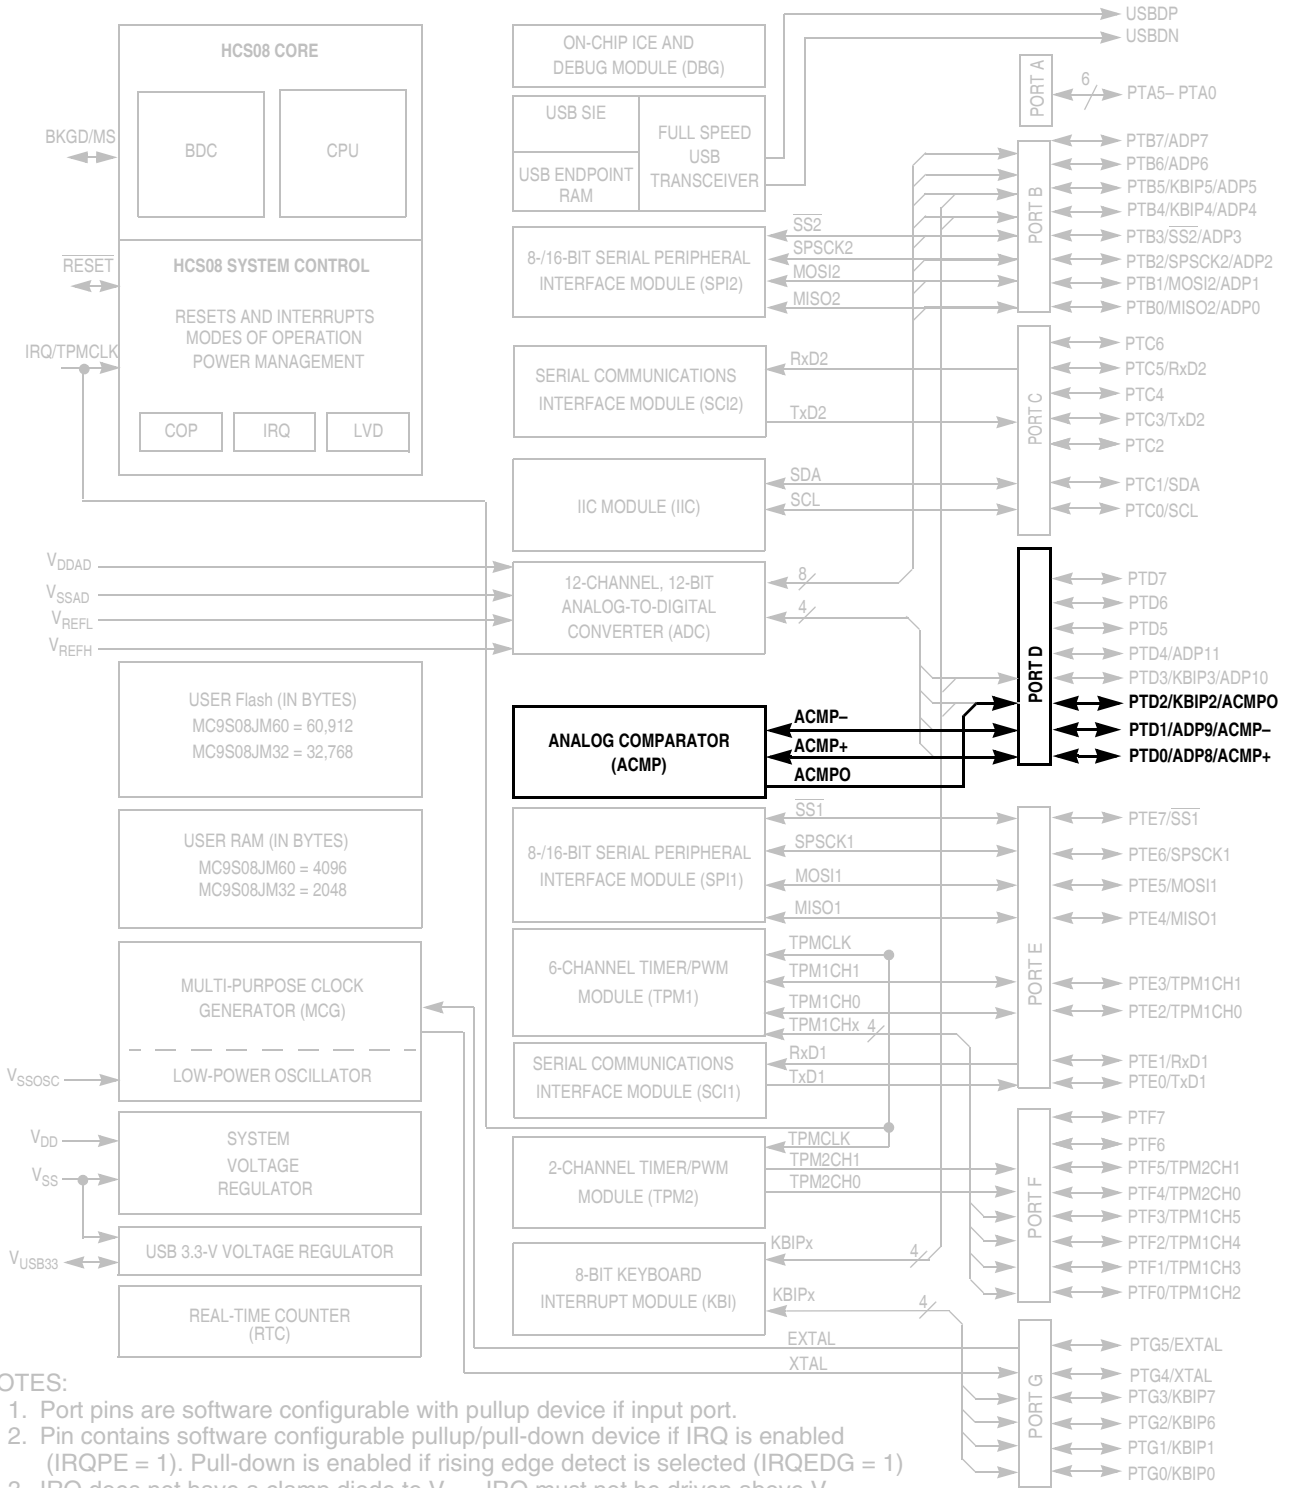 HCS08 CORE
BDC
CPU
BKGD/MS
RESET
HCS08 SYSTEM CONTROL
RESETS AND INTERRUPTS
MODES OF OPERATION
POWER MANAGEMENT
IRQ/TPMCLK
COP
IRQ
LVD
VDDAD
VSSAD
VREFL
VREFH
USER Flash (IN BYTES)
MC9S08JM60 = 60,912
MC9S08JM32 = 32,768
USER RAM (IN BYTES)
MC9S08JM60 = 4096
MC9S08JM32 = 2048
MULTI-PURPOSE CLOCK
GENERATOR (MCG)
LOW-POWER OSCILLATOR
VSSOSC
VDD
VSS
SYSTEM
VOLTAGE
REGULATOR
VUSB33
USB 3.3-V VOLTAGE REGULATOR
REAL-TIME COUNTER
(RTC)
ON-CHIP ICE AND
DEBUG MODULE (DBG)
USB SIE
USB ENDPOINT
RAM
FULL SPEED
USB
TRANSCEIVER
8-/16-BIT SERIAL PERIPHERAL
INTERFACE MODULE (SPI2)
SS2
SPSCK2
MOSI2
MISO2
SERIAL COMMUNICATIONS
INTERFACE MODULE (SCI2)
RxD2
TxD2
IIC MODULE (IIC)
SDA
SCL
12-CHANNEL, 12-BIT
ANALOG-TO-DIGITAL
CONVERTER (ADC)
8
4
ANALOG COMPARATOR
(ACMP)
ACMP–
ACMP+
ACMPO
8-/16-BIT SERIAL PERIPHERAL
INTERFACE MODULE (SPI1)
SS1
SPSCK1
MOSI1
MISO1
6-CHANNEL TIMER/PWM
MODULE (TPM1)
TPMCLK
TPM1CH1
TPM1CH0
TPM1CHx
4
SERIAL COMMUNICATIONS
INTERFACE MODULE (SCI1)
RxD1
TxD1
2-CHANNEL TIMER/PWM
MODULE (TPM2)
TPMCLK
TPM2CH1
TPM2CH0
8-BIT KEYBOARD
INTERRUPT MODULE (KBI)
KBIPx
4
KBIPx
4
EXTAL
XTAL
USBDP
USBDN
PORT A
6
PTA5– PTA0
PORT B
PTB7/ADP7
PTB6/ADP6
PTB5/KBIP5/ADP5
PTB4/KBIP4/ADP4
PTB3/SS2/ADP3
PTB2/SPSCK2/ADP2
PTB1/MOSI2/ADP1
PTB0/MISO2/ADP0
PORT C
PTC6
PTC5/RxD2
PTC4
PTC3/TxD2
PTC2
PTC1/SDA
PTC0/SCL
PORT D
PTD7
PTD6
PTD5
PTD4/ADP11
PTD3/KBIP3/ADP10
PTD2/KBIP2/ACMPO
PTD1/ADP9/ACMP–
PTD0/ADP8/ACMP+
PORT E
PTE7/SS1
PTE6/SPSCK1
PTE5/MOSI1
PTE4/MISO1
PTE3/TPM1CH1
PTE2/TPM1CH0
PTE1/RxD1
PTE0/TxD1
PORT F
PTF7
PTF6
PTF5/TPM2CH1
PTF4/TPM2CH0
PTF3/TPM1CH5
PTF2/TPM1CH4
PTF1/TPM1CH3
PTF0/TPM1CH2
PORT G
PTG5/EXTAL
PTG4/XTAL
PTG3/KBIP7
PTG2/KBIP6
PTG1/KBIP1
PTG0/KBIP0
OTES:
1. Port pins are software configurable with pullup device if input port.
2. Pin contains software configurable pullup/pull-down device if IRQ is enabled
(IRQPE = 1). Pull-down is enabled if rising edge detect is selected (IRQEDG = 1)
3. IRQ does not have a clamp diode to V IRQ must not be driven above V